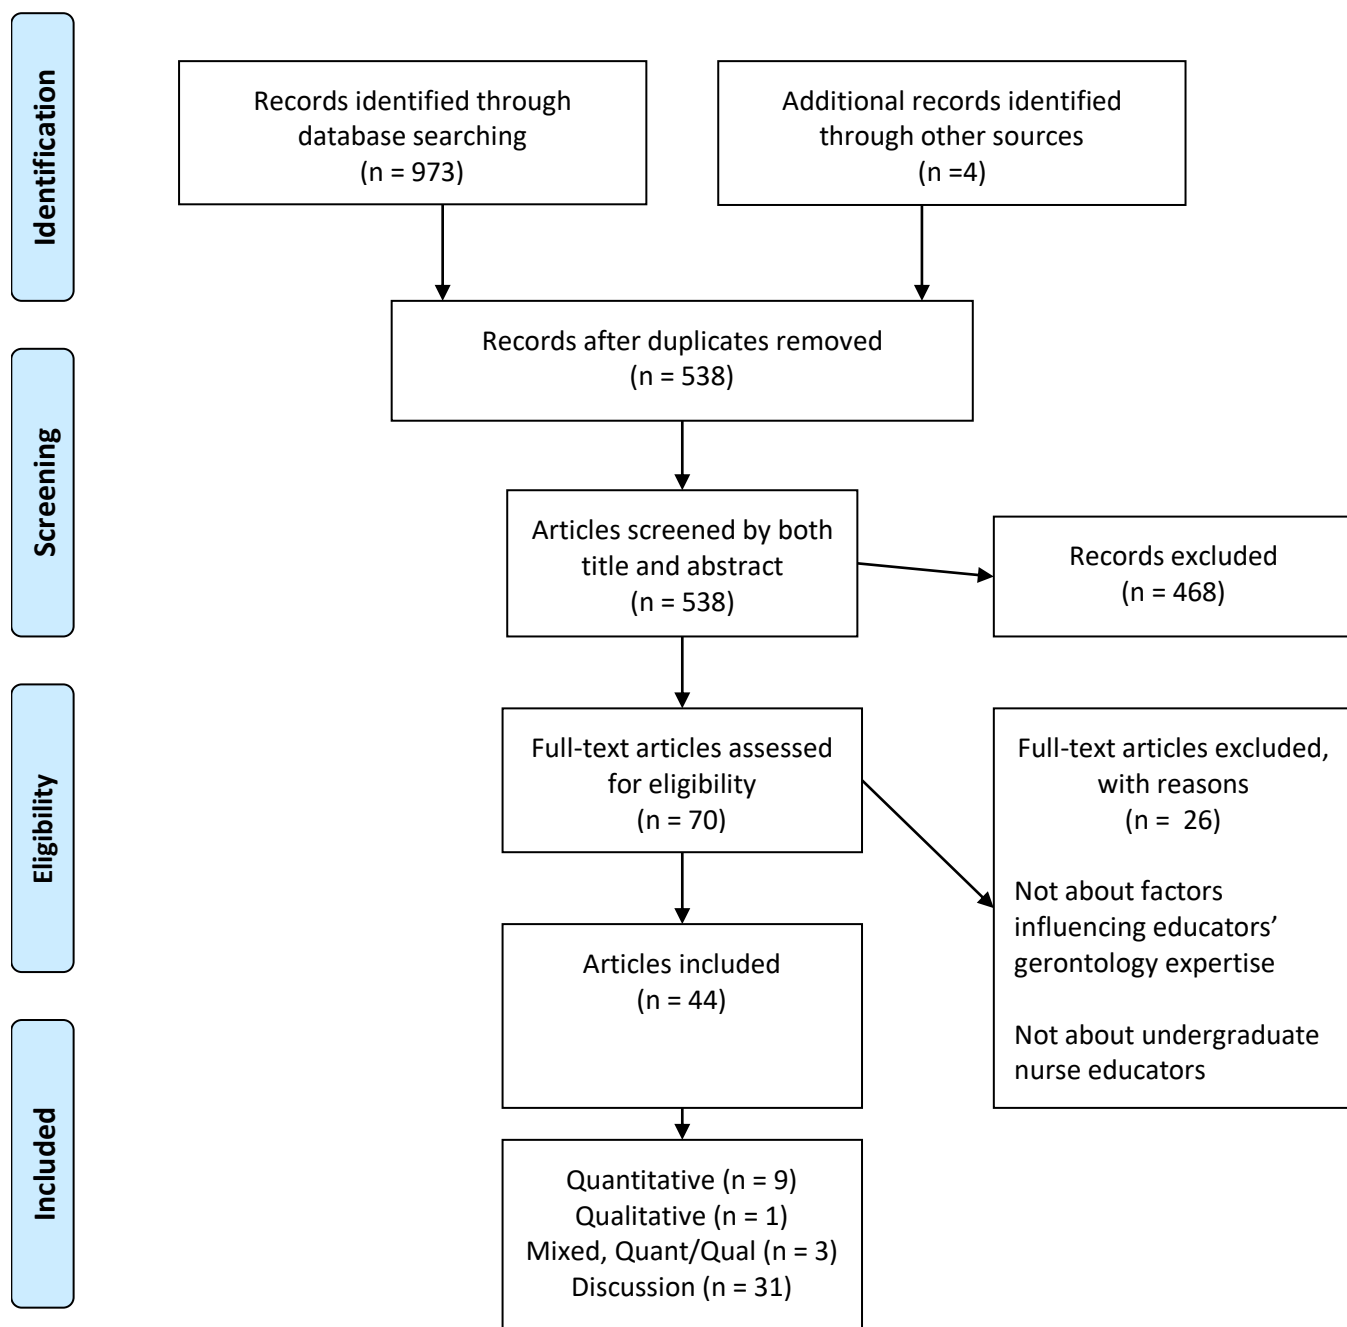 Identification
Records identified through
database searching
(n = 973)
Additional records identified
through other sources
(n =4)
Records after duplicates removed
(n = 538)
Screening
Articles screened by both
title and abstract
(n = 538)
Records excluded
(n = 468)
Eligibility
Full-text articles assessed
for eligibility
(n = 70)
Full-text articles excluded,
with reasons
(n =  26)
Not about factors
influencing educators’
gerontology expertise
Not about undergraduate
nurse educators
Articles included
(n = 44)
Included
Quantitative (n = 9)
Qualitative (n = 1)
Mixed, Quant/Qual (n = 3)
Discussion (n = 31)